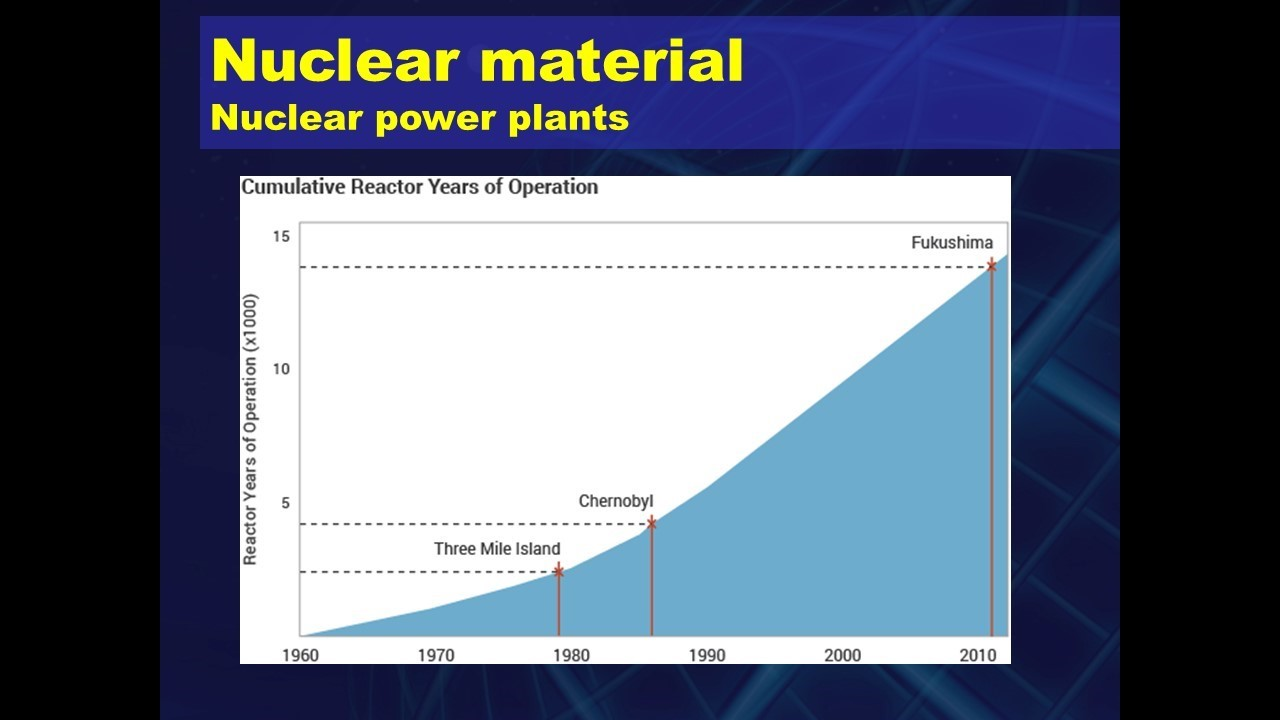 Nuclear material
Nuclear power plants
Cumulative Reactor Years of Operation
Reactor Years of Operation (x1000)
15
10
5
Fukushima
Chernobyl
Three Mile Island
1960 1970 1980 1990 2000 2010